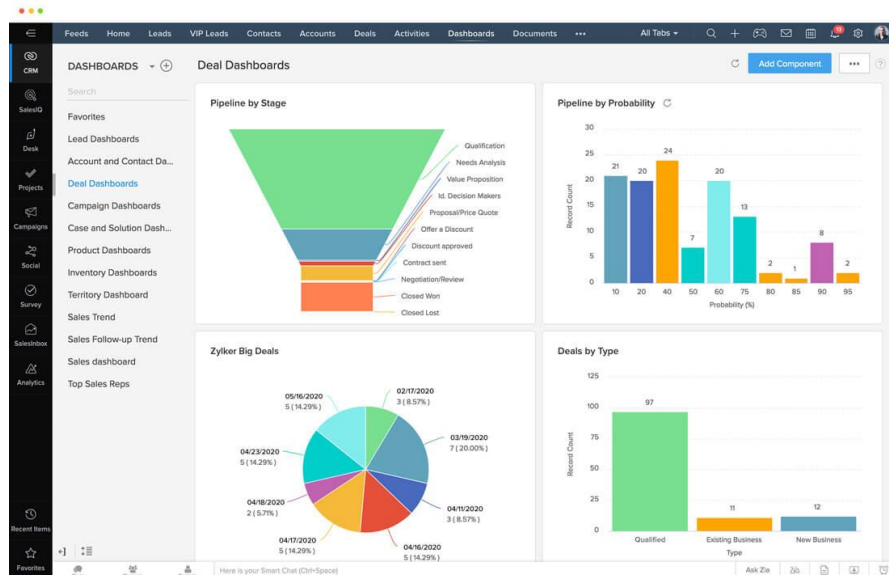 Feeds Home Leads VIP Leads Contacts Accounts Deals Activities Dashboards Documents ••• All Tabs
CRM
SalesIQ
Desk
Projects
Campaigns
Social
Survey
SalesInbox
Analytics
Recent Items
Favorites
DASHBOARDS
Search
Favorites
Lead Dashboards
Account and Contact Da...
Deal Dashboards
Campaign Dashboards
Case and Solution Dash...
Product Dashboards
Inventory Dashboards
Territory Dashboard
Sales Trend
Sales Follow-up Trend
Sales dashboard
Top Sales Reps
Deal Dashboards
Add Component
•••
?
Pipeline by Stage
Qualification
Needs Analysis
Value Proposition
Id. Decision Makers
Proposal/Price Quote
Offer a Discount
Discount approved
Contract sent
Negotiation/Review
Closed Won
Closed Lost
Pipeline by Probability
Record Count
30
25
20
15
10
5
0
21 20 24 7 20 13 2 1 8 2
10 20 40 50 60 75 80 85 90 95
Probability (%)
Zylker Big Deals
02/17/2020
3 ( 8.57% )
03/19/2020
7 ( 20.00% )
04/11/2020
3 ( 8.57% )
04/16/2020
5 ( 14.29% )
04/17/2020
5 ( 14.29% )
04/18/2020
2 ( 5.71% )
04/23/2020
5 ( 14.29% )
05/16/2020
5 ( 14.29% )
Deals by Type
Record Count
125
100
75
50
25
0
97 11 12
Qualified Existing Business New Business
Type
Here is your Smart Chat (Ctrl+Space)
Ask Zia